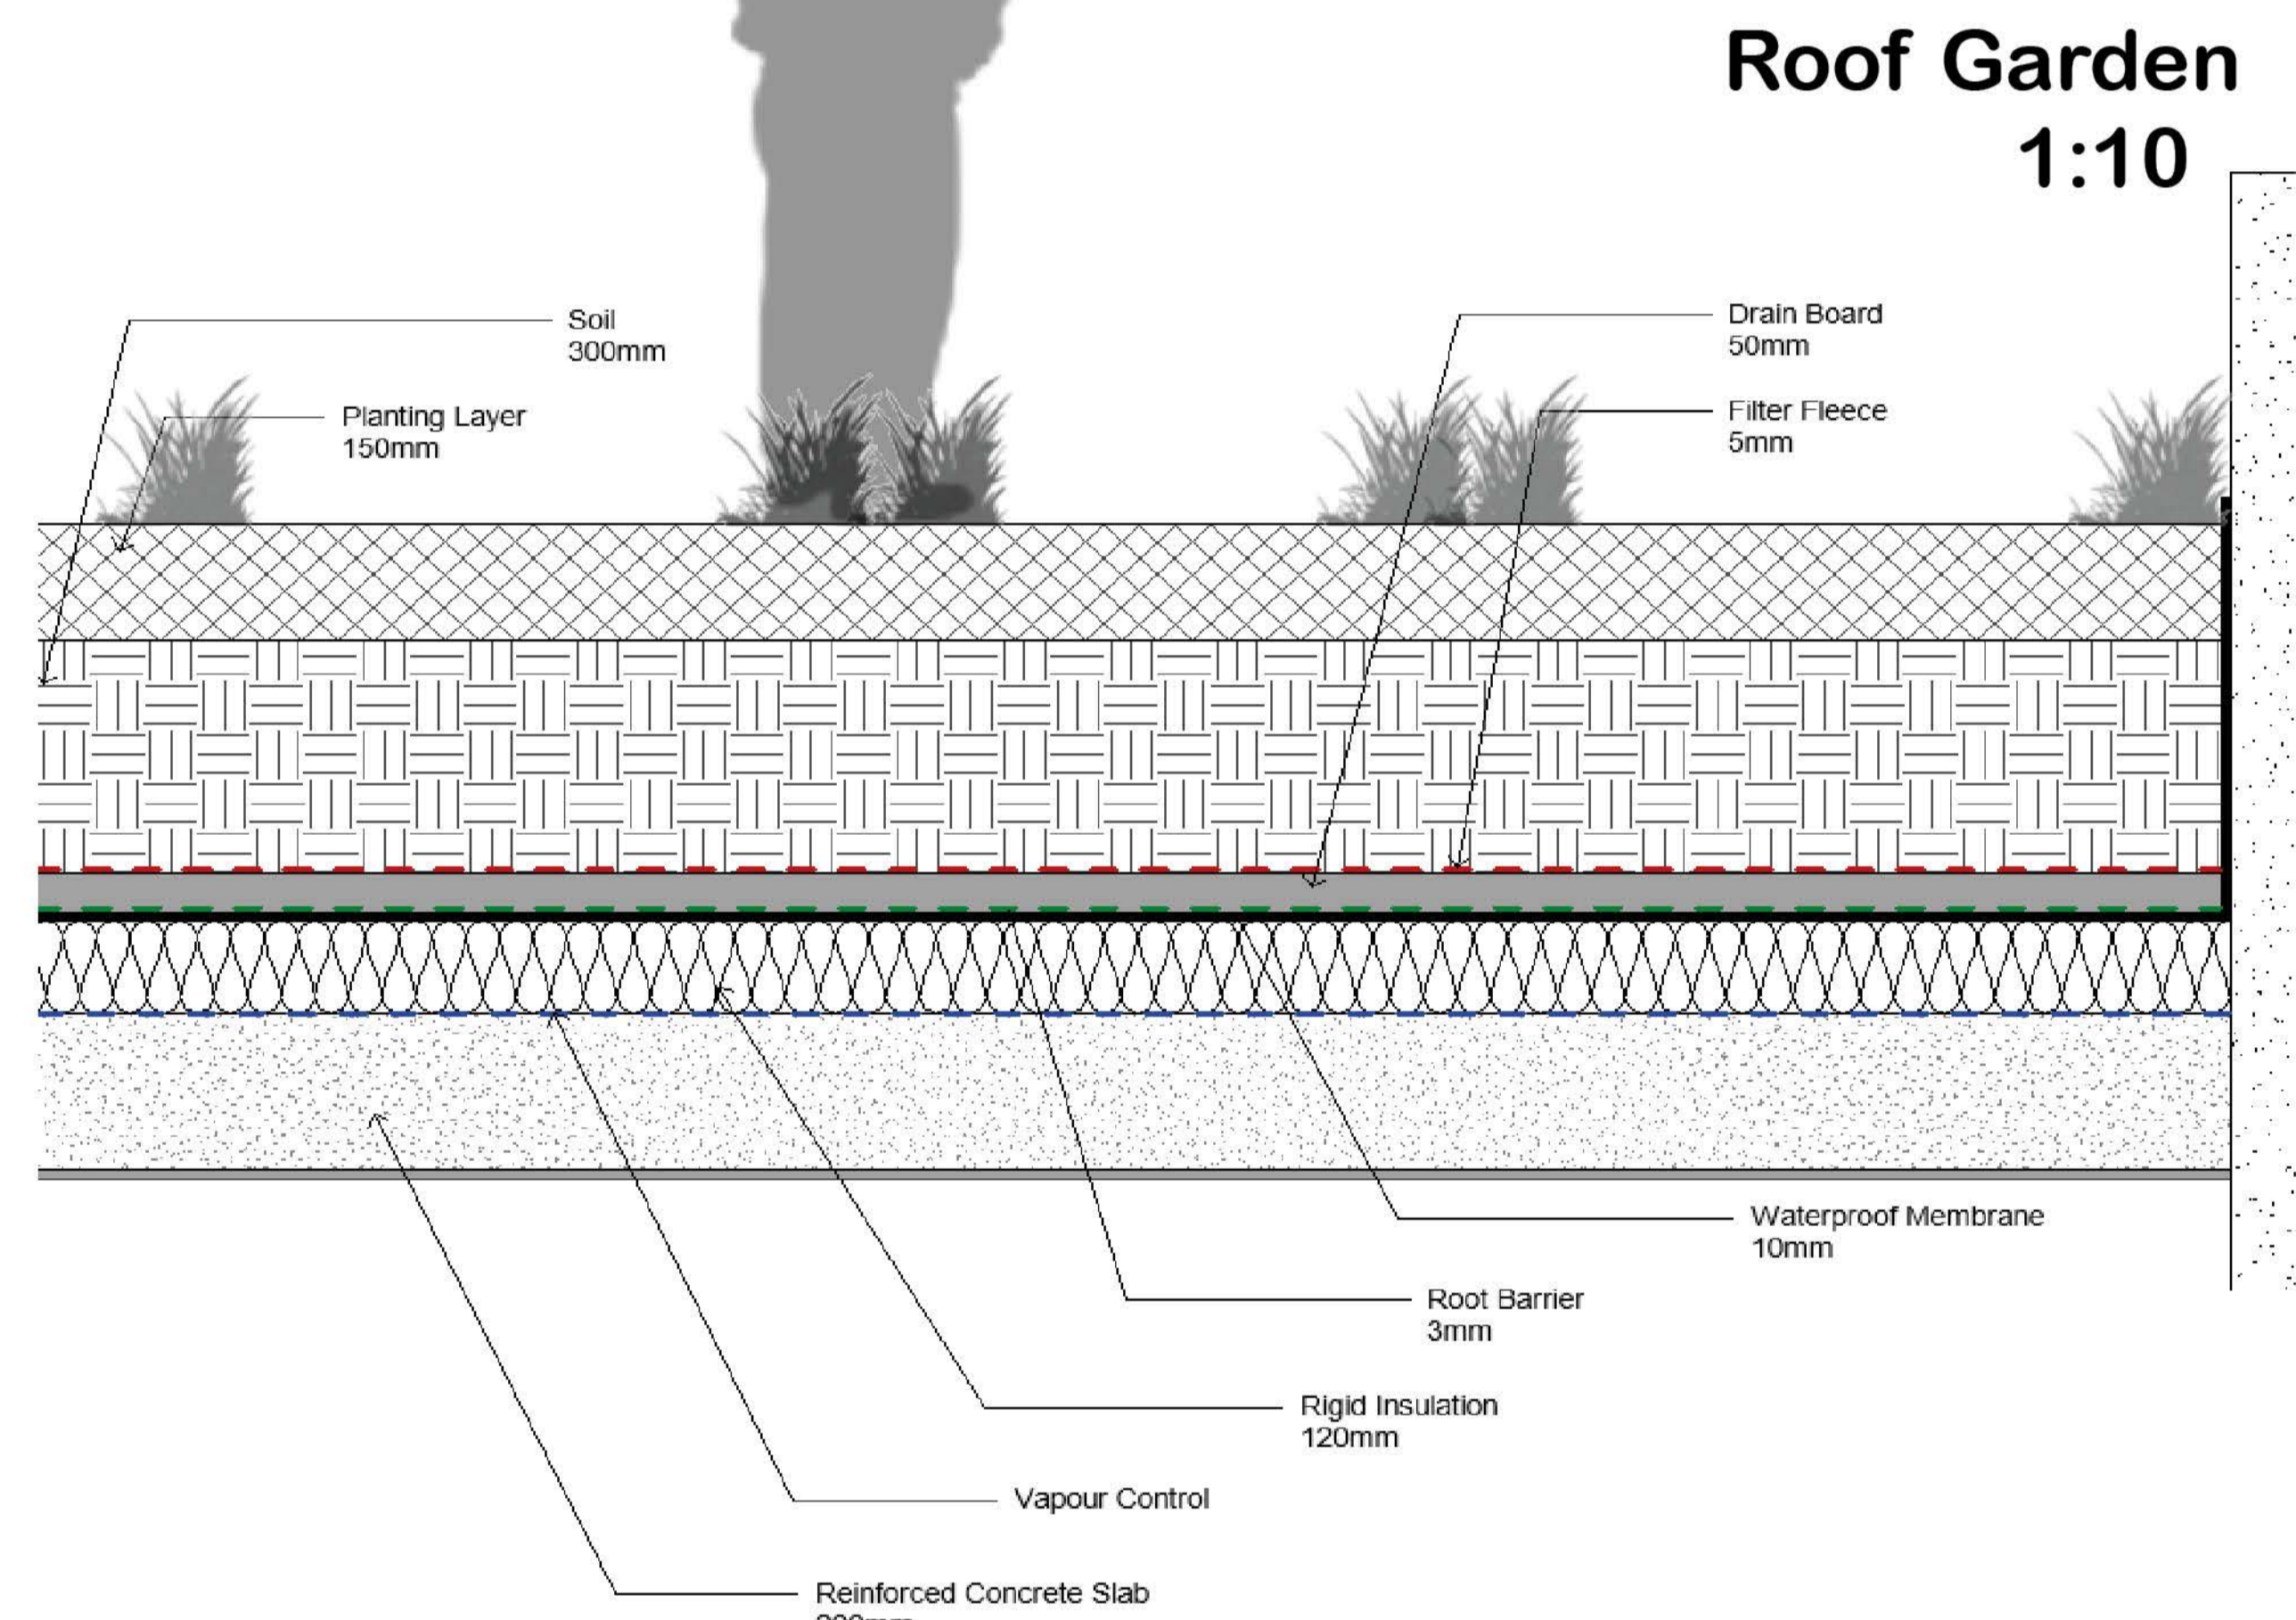 Roof Garden
1:10
Soil
300mm
Planting Layer
150mm
Drain Board
50mm
Filter Fleece
5mm
Waterproof Membrane
10mm
Root Barrier
3mm
Rigid Insulation
120mm
Vapour Control
Reinforced Concrete Slab